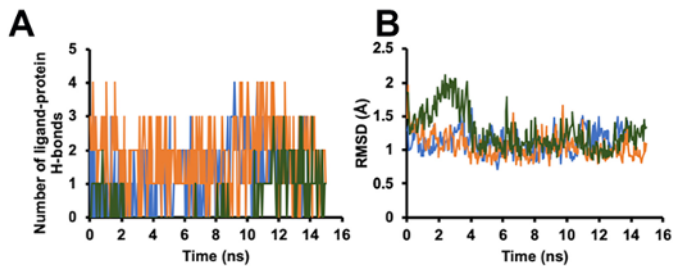 A
Number of ligand-protein
H-bonds
5
4
3
2
1
0
0 2 4 6 8 10 12 14 16
Time (ns)
B
RMSD (Å)
2.5
2
1.5
1
0.5
0
0 2 4 6 8 10 12 14 16
Time (ns)